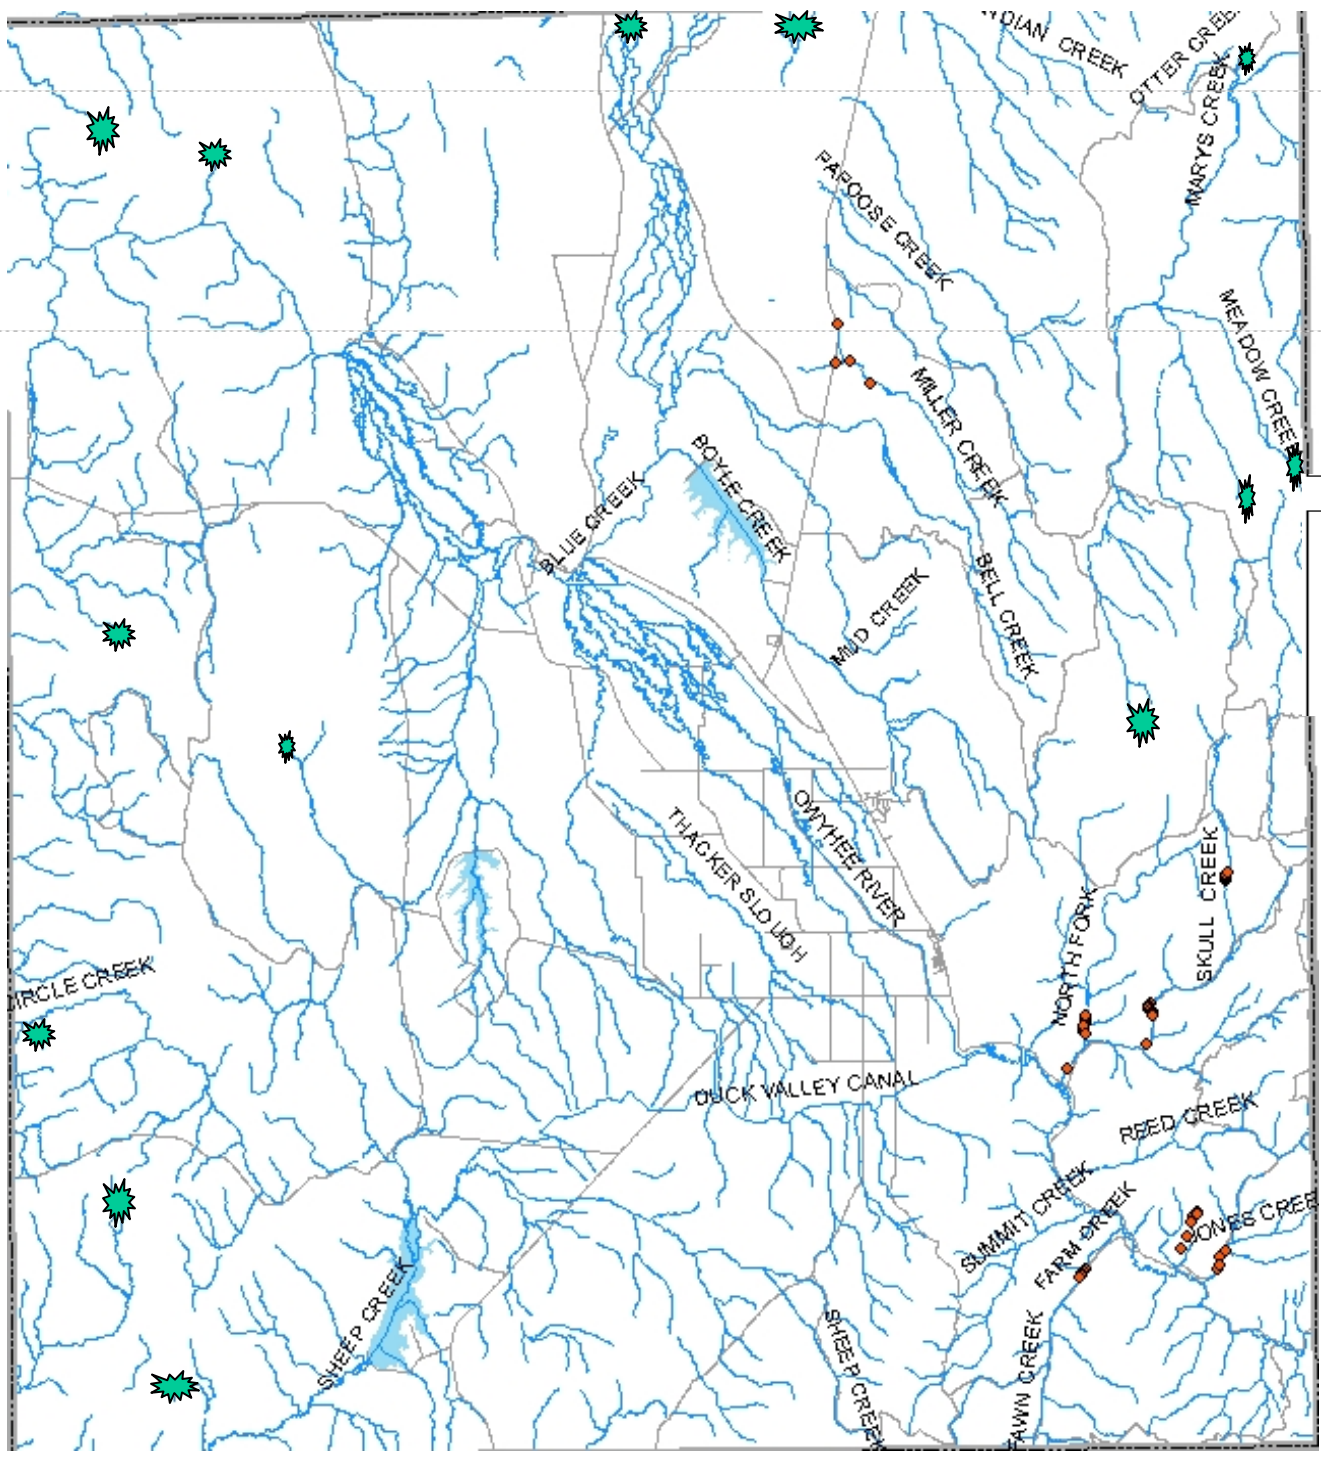 DIAN CREEK
OTTER CREE
MARYS CREEK
PAPOOSE CREEK
MEADOW CREEK
MILLER CREEK
BOYLE CREEK
BLUE CREEK
BELL CREEK
MUD CREEK
OWYHEE RIVER
THACKER SLOUGH
SKULL CREEK
NORTH FORK
CIRCLE CREEK
DUCK VALLEY CANAL
REED CREEK
SUMMIT CREEK
FARM CREEK
JONES CREE
SHEEP CREEK
SHEEP CREEK
FAWN CREEK